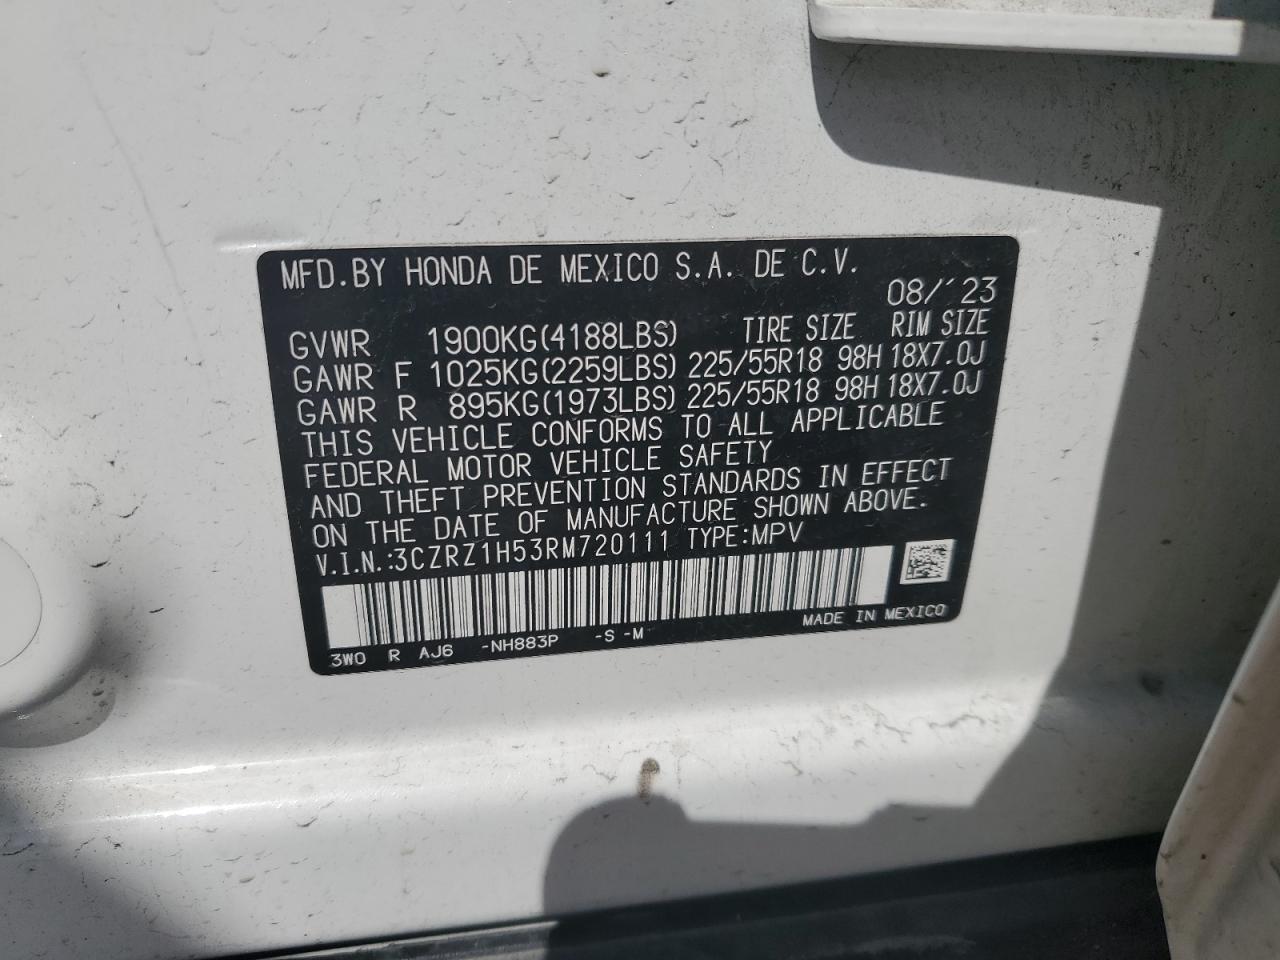 MFD.BY HONDA DE MEXICO S.A. DE C.V.
08/´23
GVWR 1900KG(4188LBS) TIRE SIZE RIM SIZE
GAWR F 1025KG(2259LBS) 225/55R18 98H 18X7.0J
GAWR R 895KG(1973LBS) 225/55R18 98H 18X7.0J
THIS VEHICLE CONFORMS TO ALL APPLICABLE
FEDERAL MOTOR VEHICLE SAFETY
AND THEFT PREVENTION STANDARDS IN EFFECT
ON THE DATE OF MANUFACTURE SHOWN ABOVE.
V.I.N.:3CZRZ1H53RM720111 TYPE:MPV
3W0 R AJ6 -NH883P -S -M MADE IN MEXICO